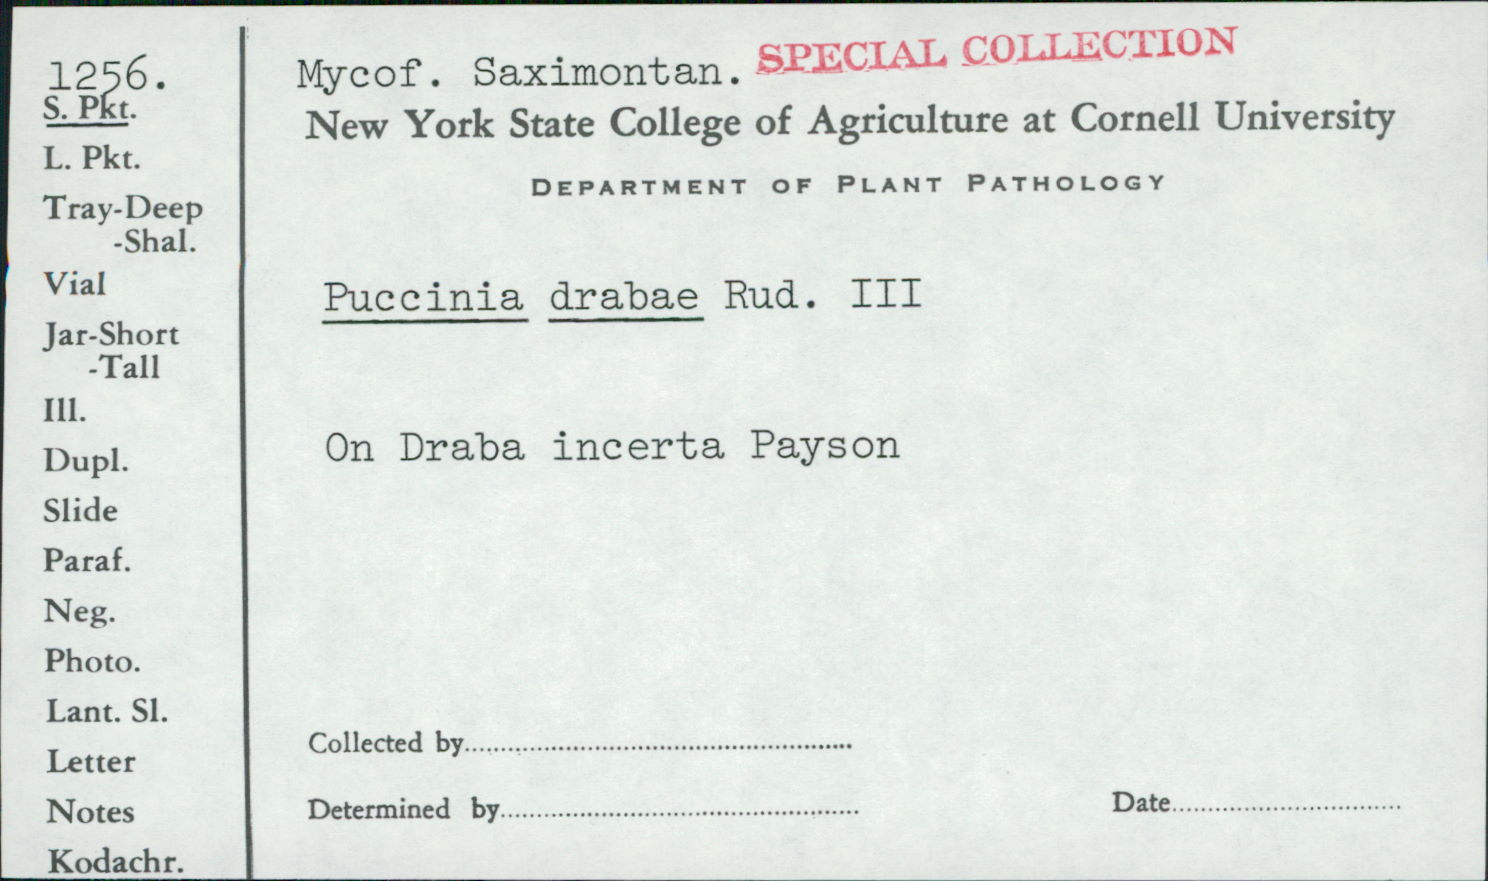 1256.
S. Pkt.
L. Pkt.
Tray-Deep
-Shal.
Vial
Jar-Short
-Tall
Ill.
Dupl.
Slide
Paraf.
Neg.
Photo.
Lant. Sl.
Letter
Notes
Kodachr.
Mycof. Saximontan. SPECIAL COLLECTION
New York State College of Agriculture at Cornell University
DEPARTMENT OF PLANT PATHOLOGY
Puccinia drabae Rud. III
On Draba incerta Payson
Collected by
Determined by
Date